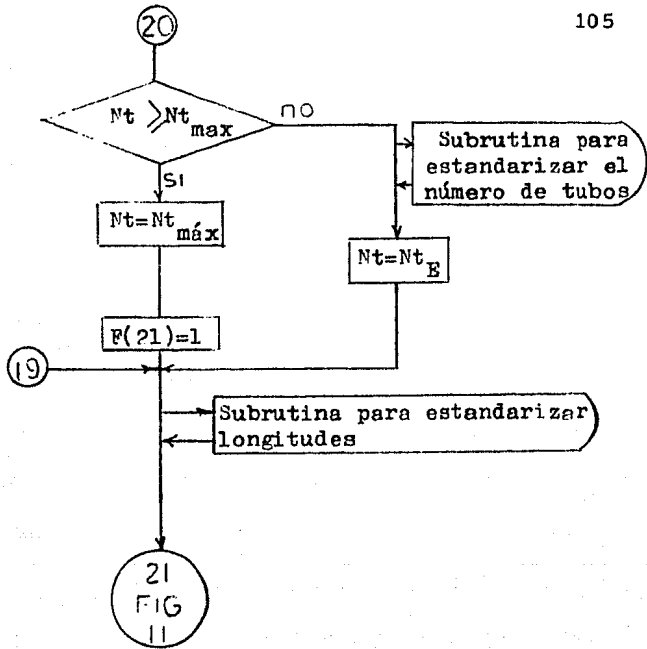 105
20
Nt ⩾ Nt max
no
SI
Subrutina para
estandarizar el
número de tubos
Nt=Nt máx
Nt=Nt E
F(21)=1
19
Subrutina para estandarizar
longitudes
21
FIG
11